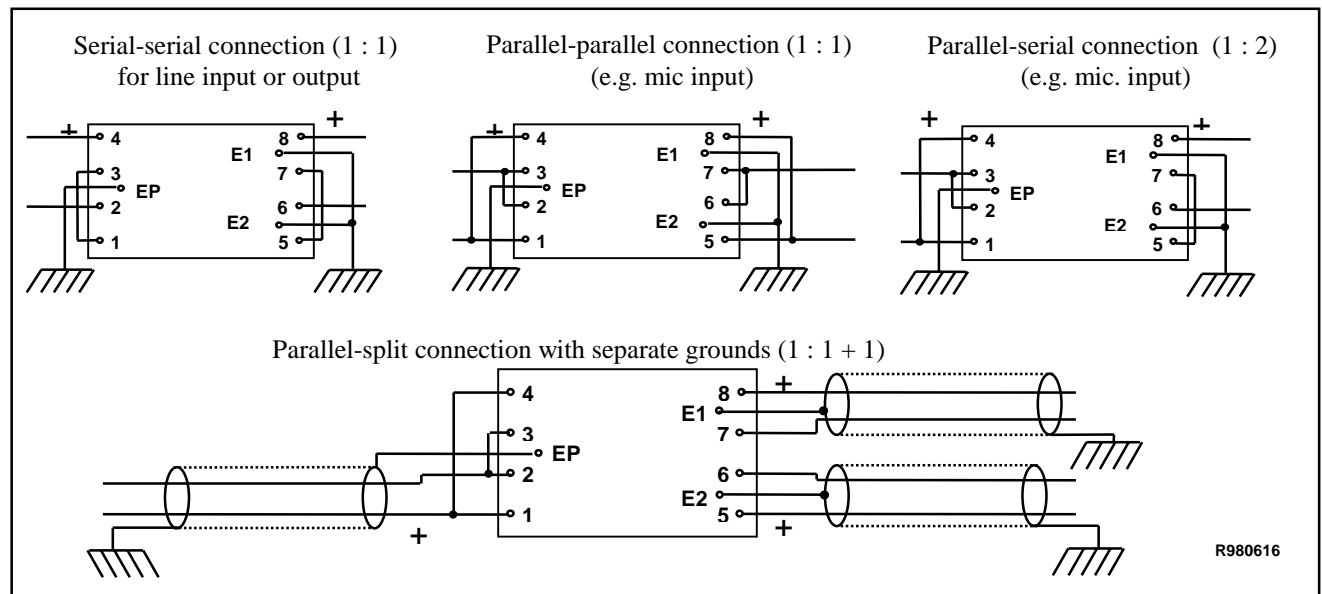 Serial-serial connection (1 : 1)
for line input or output
Parallel-parallel connection (1 : 1)
(e.g. mic input)
Parallel-serial connection (1 : 2)
(e.g. mic. input)
+ 4 8 +
E1
3 7
EP
2 6
E2
1 5
+ 4 8 +
E1
3 7
EP
2 6
E2
1 5
+ 4 8 +
E1
3 7
EP
2 6
E2
1 5
Parallel-split connection with separate grounds (1 : 1 + 1)
4 8 +
E1
3 7
EP
2 6
E2
1 5
+ +
R980616